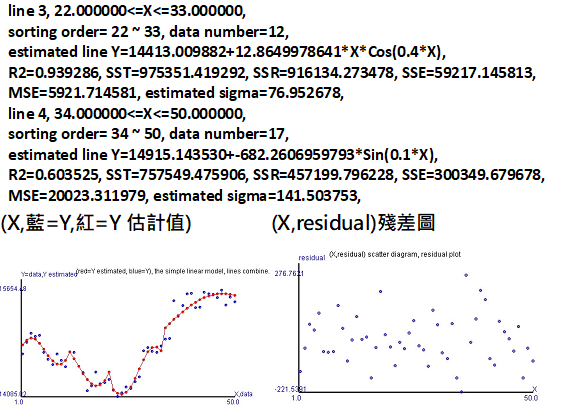 line 3, 22.000000<=X<=33.000000,
sorting order= 22 ~ 33, data number=12,
estimated line Y=14413.009882+12.8649978641*X*Cos(0.4*X),
R2=0.939286, SST=975351.419292, SSR=916134.273478, SSE=59217.145813,
MSE=5921.714581, estimated sigma=76.952678,
line 4, 34.000000<=X<=50.000000,
sorting order= 34 ~ 50, data number=17,
estimated line Y=14915.143530+-682.2606959793*Sin(0.1*X),
R2=0.603525, SST=757549.475906, SSR=457199.796228, SSE=300349.679678,
MSE=20023.311979, estimated sigma=141.503753,
(X,藍=Y,紅=Y 估計值)
(X,residual)殘差圖
Y=data,Y estimated
(red=Y estimated, blue=Y), the simple linear model, lines combine.
1.0
X,data
50.0
residual
(X,residual) scatter diagram, residual plot
276.7621
-221.5391
X
1.0
50.0